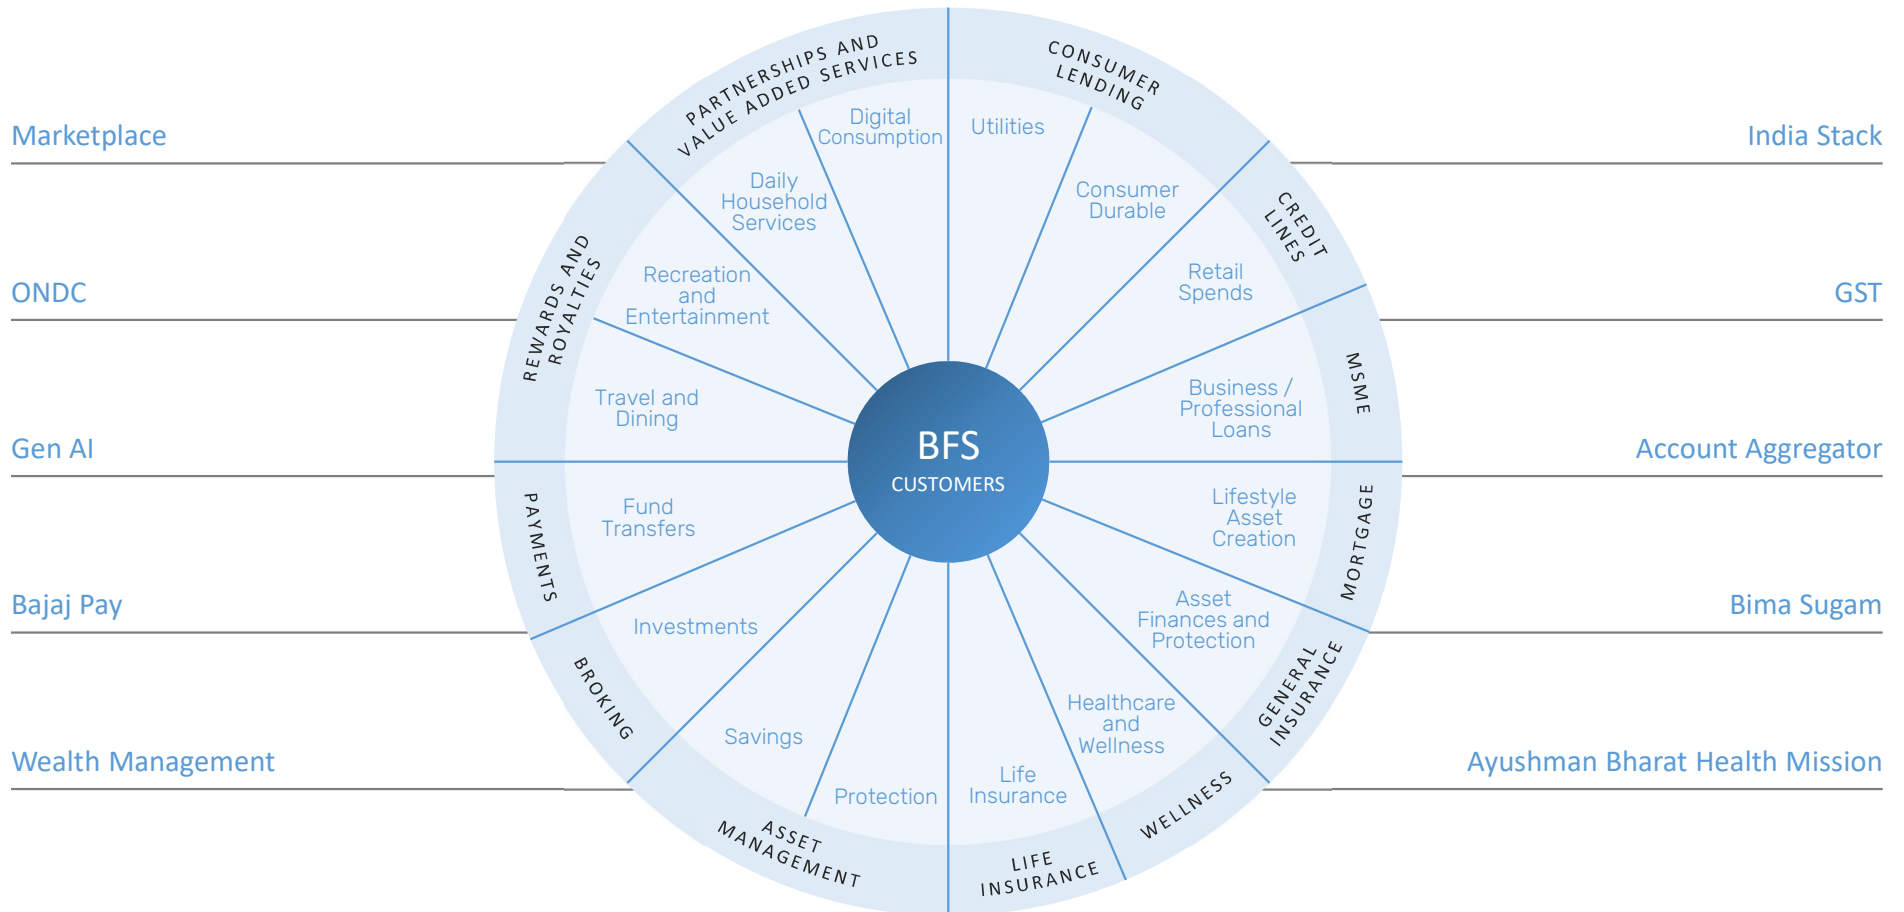 PARTNERSHIPS AND
VALUE ADDED SERVICES
CONSUMER
LENDING
Digital
Consumption
Utilities
Marketplace
India Stack
Daily
Household
Services
Consumer
Durable
CREDIT
LINES
REWARDS AND
ROYALTIES
Recreation
and
Entertainment
Retail
Spends
ONDC
GST
Travel and
Dining
Business /
Professional
Loans
MSME
Gen AI
BFS
CUSTOMERS
Account Aggregator
PAYMENTS
Fund
Transfers
Lifestyle
Asset
Creation
MORTGAGE
Bajaj Pay
Investments
Asset
Finances and
Protection
Bima Sugam
BROKING
GENERAL
INSURANCE
Savings
Healthcare
and
Wellness
Wealth Management
Ayushman Bharat Health Mission
Protection
Life
Insurance
WELLNESS
ASSET
MANAGEMENT
LIFE
INSURANCE